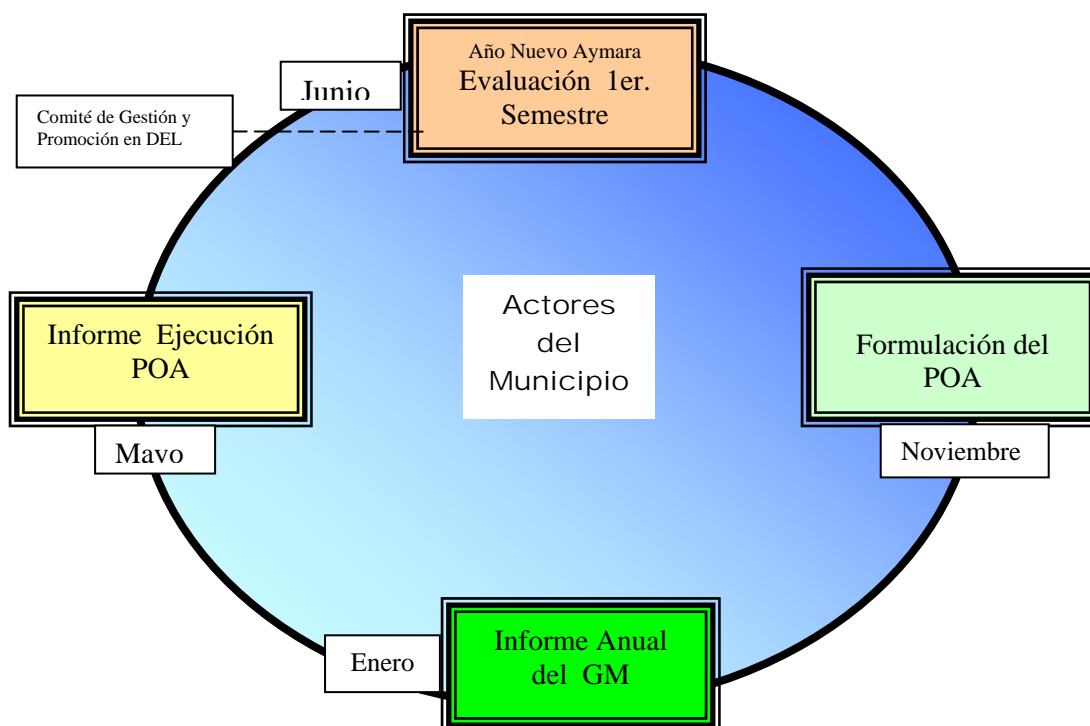 Año Nuevo Aymara
Evaluación 1er.
Semestre
Junio
Comité de Gestión y
Promoción en DEL
Actores
del
Municipio
Informe Ejecución
POA
Formulación del
POA
Mayo
Noviembre
Informe Anual
del GM
Enero